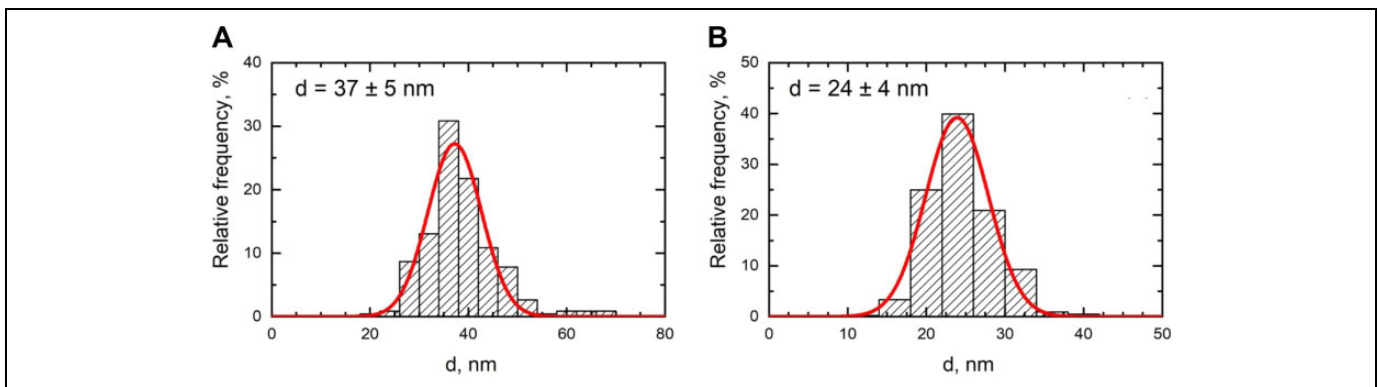 A
d = 37 ± 5 nm
Relative frequency, %
40
30
20
10
0
0 20 40 60 80
d, nm
B
d = 24 ± 4 nm
Relative frequency, %
50
40
30
20
10
0
0 10 20 30 40 50
d, nm